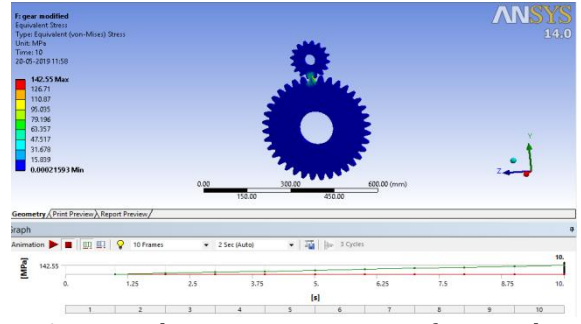 F: gear modified
Equivalent Stress
Type: Equivalent (von-Mises) Stress
Unit: MPa
Time: 10
20-05-2019 11:58
142.55 Max
126.71
110.87
95.035
79.196
63.357
47.517
31.678
15.839
0.00021593 Min
ANSYS
14.0
Y
Z
0.00 300.00 600.00 (mm)
150.00 450.00
Geometry Print Preview Report Preview
Graph
Animation 10 Frames 2 Sec (Auto) 3 Cycles
10.
[MPa]
142.55
0. 1.25 2.5 3.75 5. 6.25 7.5 8.75 10.
[s]
1 2 3 4 5 6 7 8 9 10